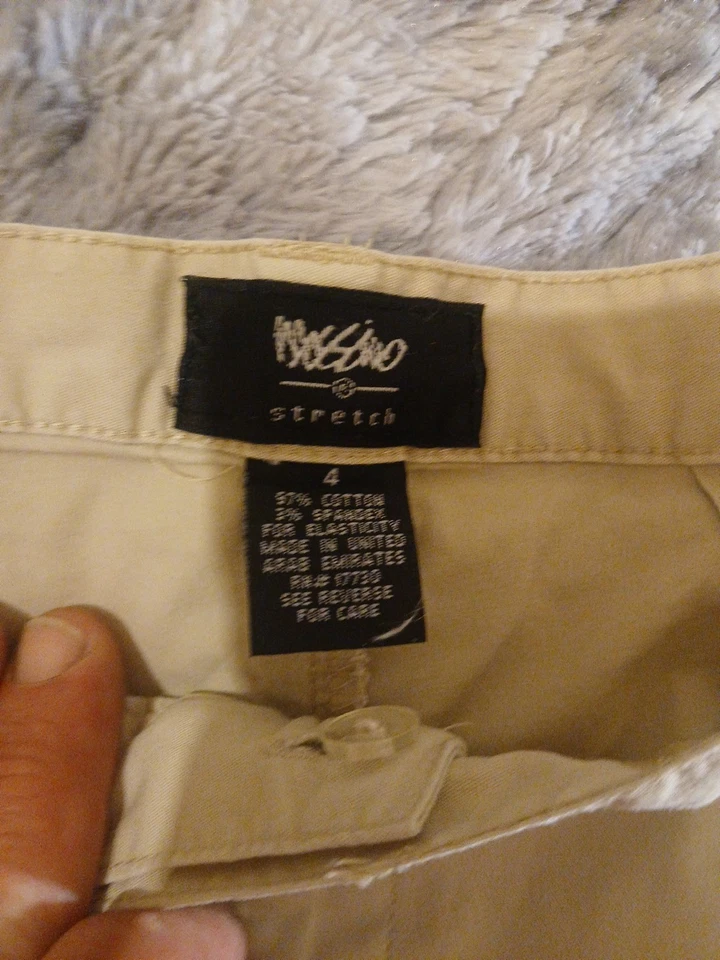 Mossimo
stretch
4
97% COTTON
3% SPANDEX
FOR ELASTICITY
MADE IN UNITED
ARAB EMIRATES
RN# 17730
SEE REVERSE
FOR CARE